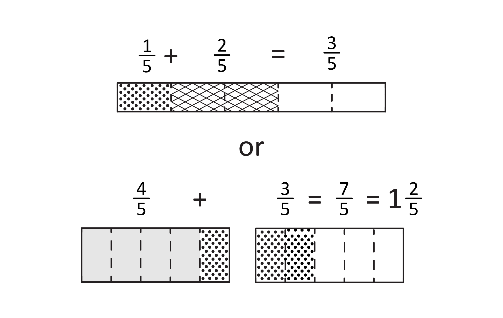 1/5 + 2/5 = 3/5
or
4/5 + 3/5 = 7/5 = 1 2/5